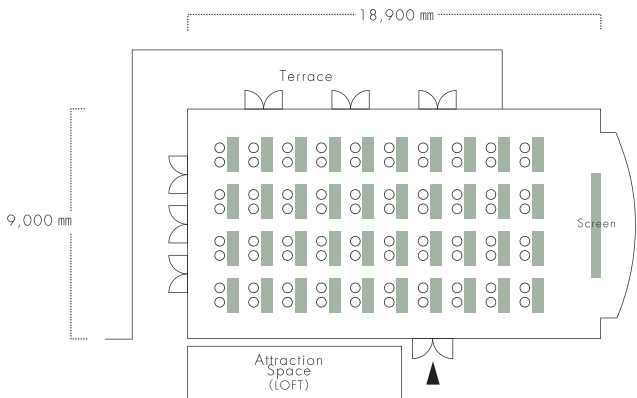 18,900 mm
Terrace
9,000 mm
Screen
Attraction
Space
(LOFT)